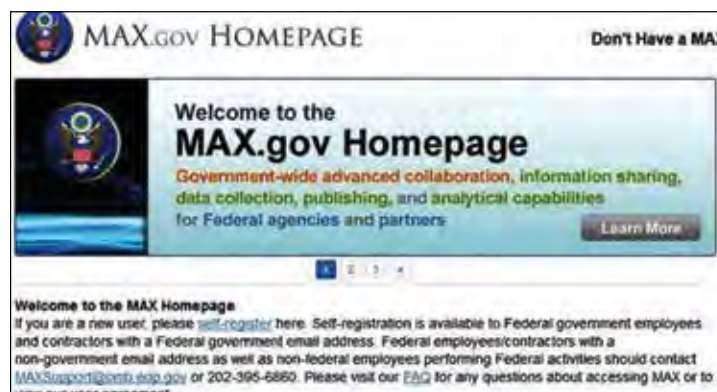 MAX.GOV HOMEPAGE
Don't Have a MAX
Welcome to the
MAX.gov Homepage
Government-wide advanced collaboration, information sharing,
data collection, publishing, and analytical capabilities
for Federal agencies and partners
Learn More
1 2 3 4
Welcome to the MAX Homepage
If you are a new user, please self-register here. Self-registration is available to Federal government employees
and contractors with a Federal government email address. Federal employees/contractors with a
non-government email address as well as non-federal employees performing Federal activities should contact
MAXSupport@omb.eop.gov or 202-395-6860. Please visit our FAQ for any questions about accessing MAX or to